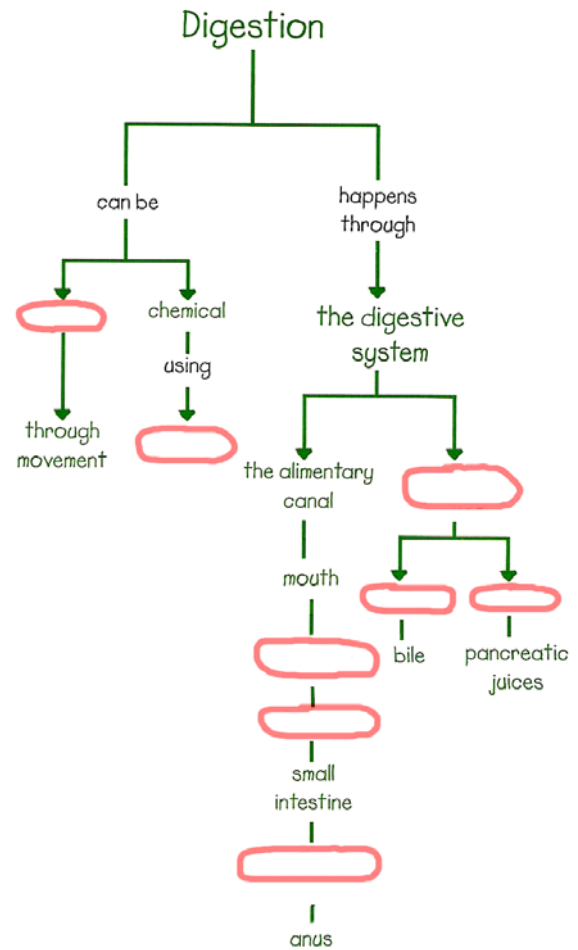 Digestion
can be
happens
through
chemical
the digestive
system
using
through
movement
the alimentary
canal
mouth
bile
pancreatic
juices
small
intestine
anus